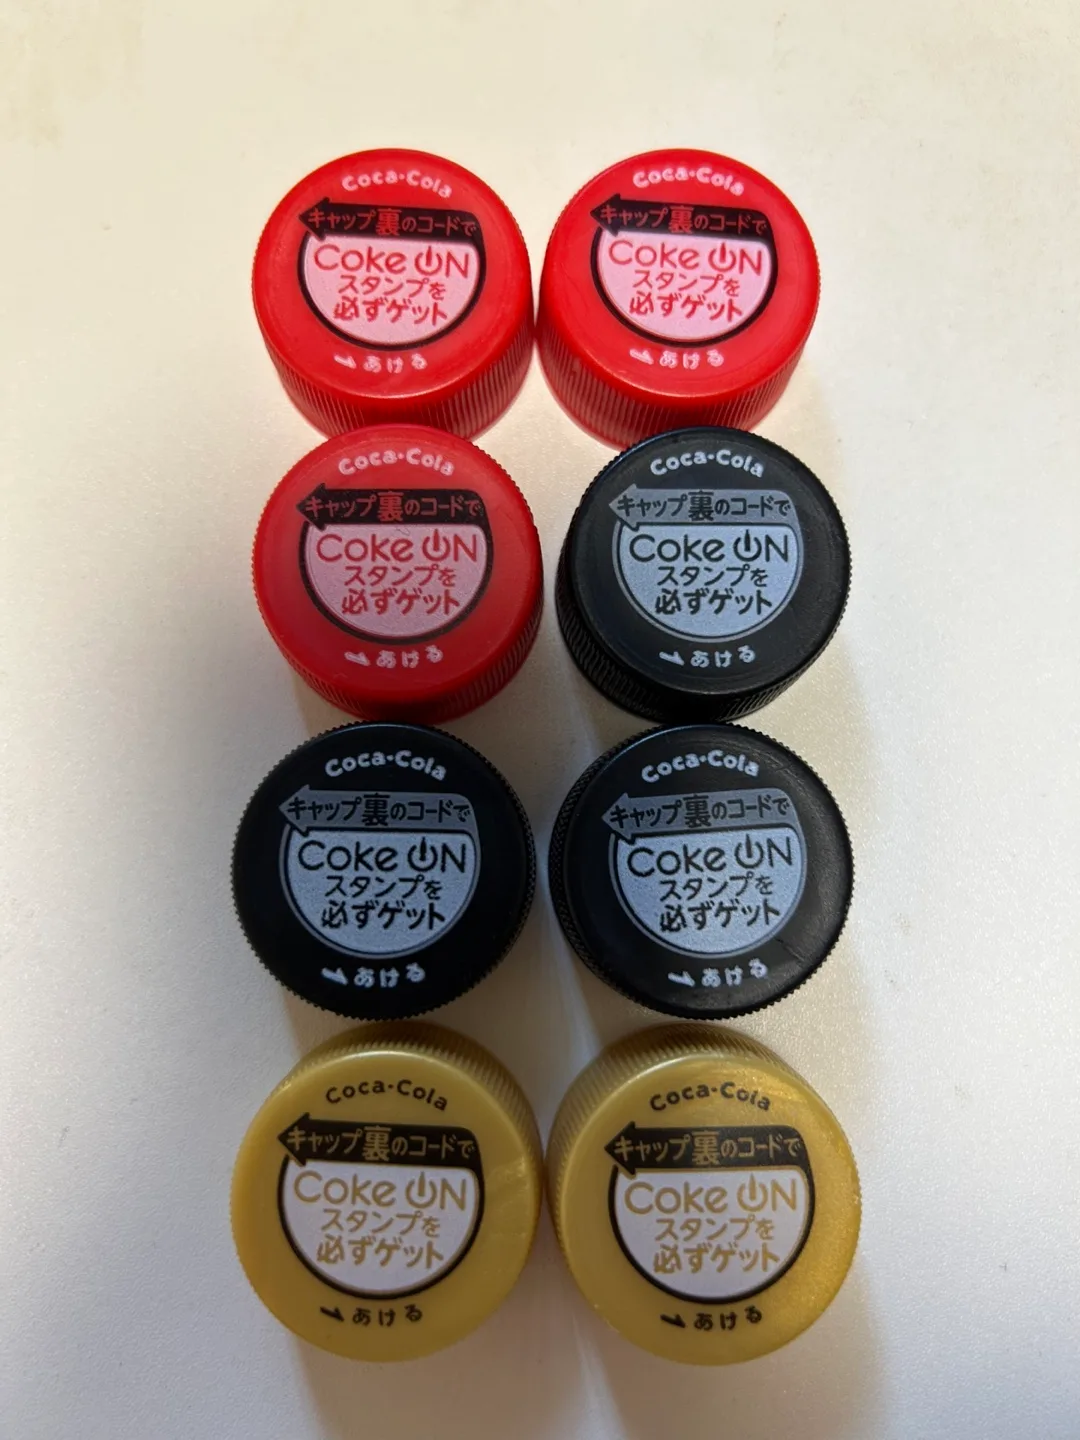 Coca-Cola
キャップ裏のコードで
Coke ON
スタンプを
必ずゲット
あける
Coca-Cola
キャップ裏のコードで
Coke ON
スタンプを
必ずゲット
あける
Coca-Cola
キャップ裏のコードで
Coke ON
スタンプを
必ずゲット
あける
Coca-Cola
キャップ裏のコードで
Coke ON
スタンプを
必ずゲット
あける
Coca-Cola
キャップ裏のコードで
Coke ON
スタンプを
必ずゲット
あける
Coca-Cola
キャップ裏のコードで
Coke ON
スタンプを
必ずゲット
あける
Coca-Cola
キャップ裏のコードで
Coke ON
スタンプを
必ずゲット
あける
Coca-Cola
キャップ裏のコードで
Coke ON
スタンプを
必ずゲット
あける